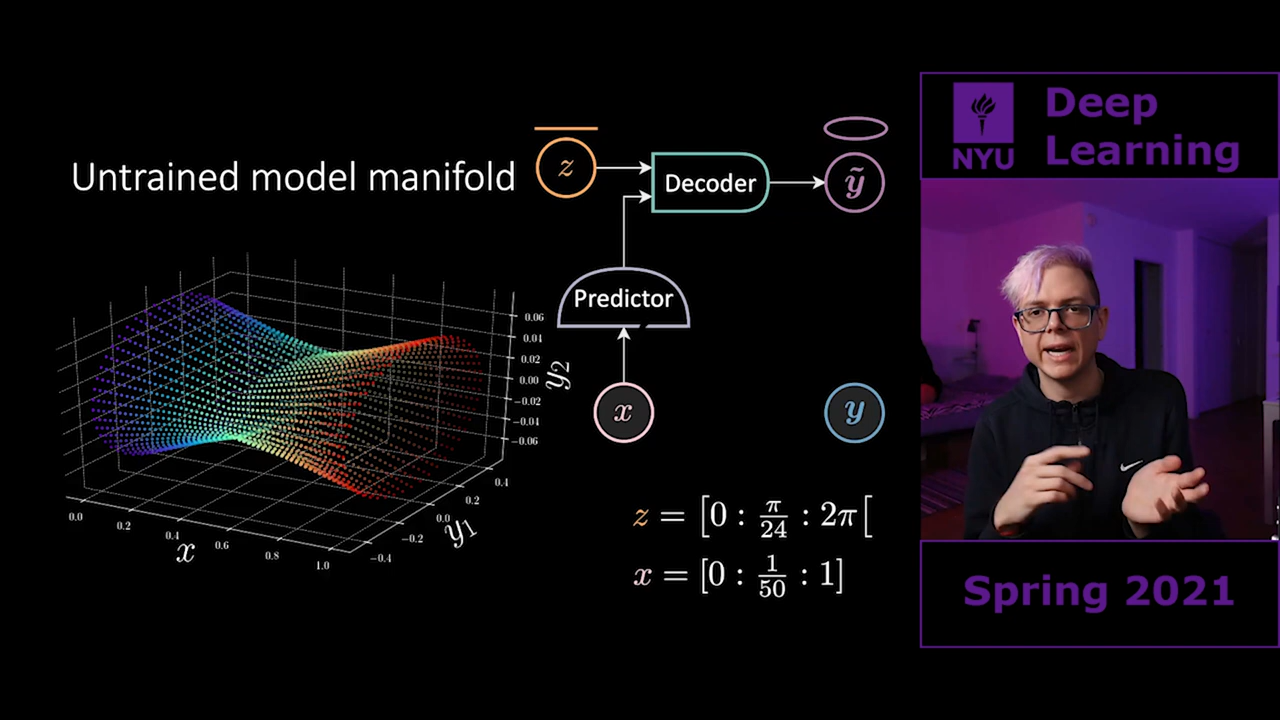 Untrained model manifold
z
Decoder
ỹ
Predictor
x
y
z = [0 : π/24 : 2π[
x = [0 : 1/50 : 1]
0.06
0.04
0.02
0.00
−0.02
−0.04
−0.06
y₂
0.4
0.2
0.0
−0.2
−0.4
y₁
0.0
0.2
0.4
0.6
0.8
1.0
x
NYU
Deep
Learning
Spring 2021